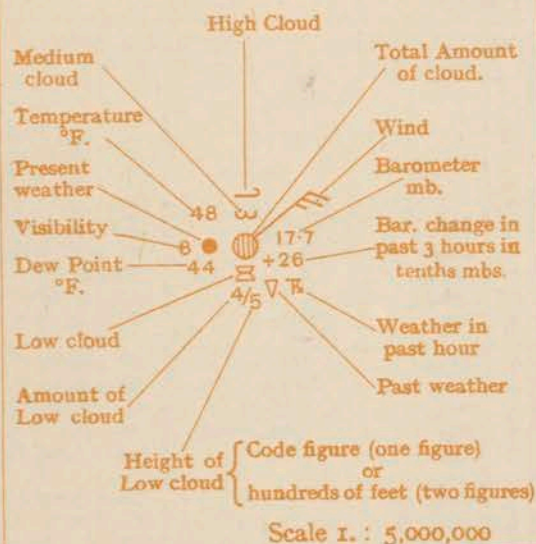 High Cloud
Medium
cloud
Total Amount
of cloud.
Temperature
°F.
Wind
Present
weather
Barometer
mb.
48
Visibility
8
17.7
Bar. change in
past 3 hours in
tenths mbs.
+26
Dew Point
°F.
44
4/5
Low cloud
Weather in
past hour
Amount of
Low cloud
Past weather
Height of
Low cloud
Code figure (one figure)
or
hundreds of feet (two figures)
Scale 1. : 5,000,000